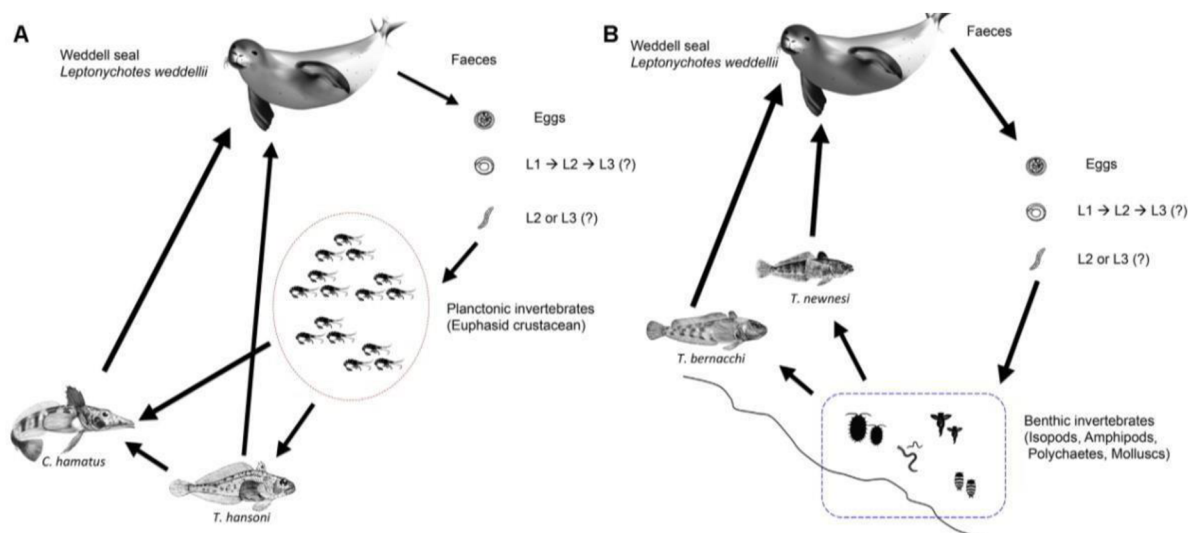 A
Weddell seal
Leptonychotes weddellii
Faeces
Eggs
L1 → L2 → L3 (?)
L2 or L3 (?)
Planctonic invertebrates
(Euphasid crustacean)
C. hamatus
T. hansoni
B
Weddell seal
Leptonychotes weddellii
Faeces
Eggs
L1 → L2 → L3 (?)
L2 or L3 (?)
T. newnesi
T. bernacchi
Benthic invertebrates
(Isopods, Amphipods,
Polychaetes, Molluscs)